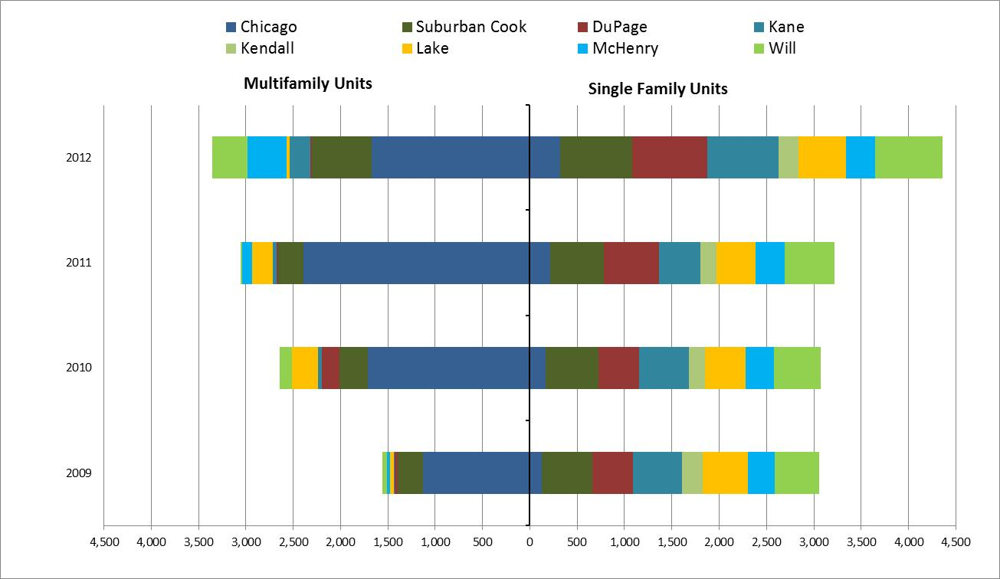 Chicago Suburban Cook DuPage Kane
Kendall Lake McHenry Will
Multifamily Units Single Family Units
2012
2011
2010
2009
4,500 4,000 3,500 3,000 2,500 2,000 1,500 1,000 500 0 500 1,000 1,500 2,000 2,500 3,000 3,500 4,000 4,500